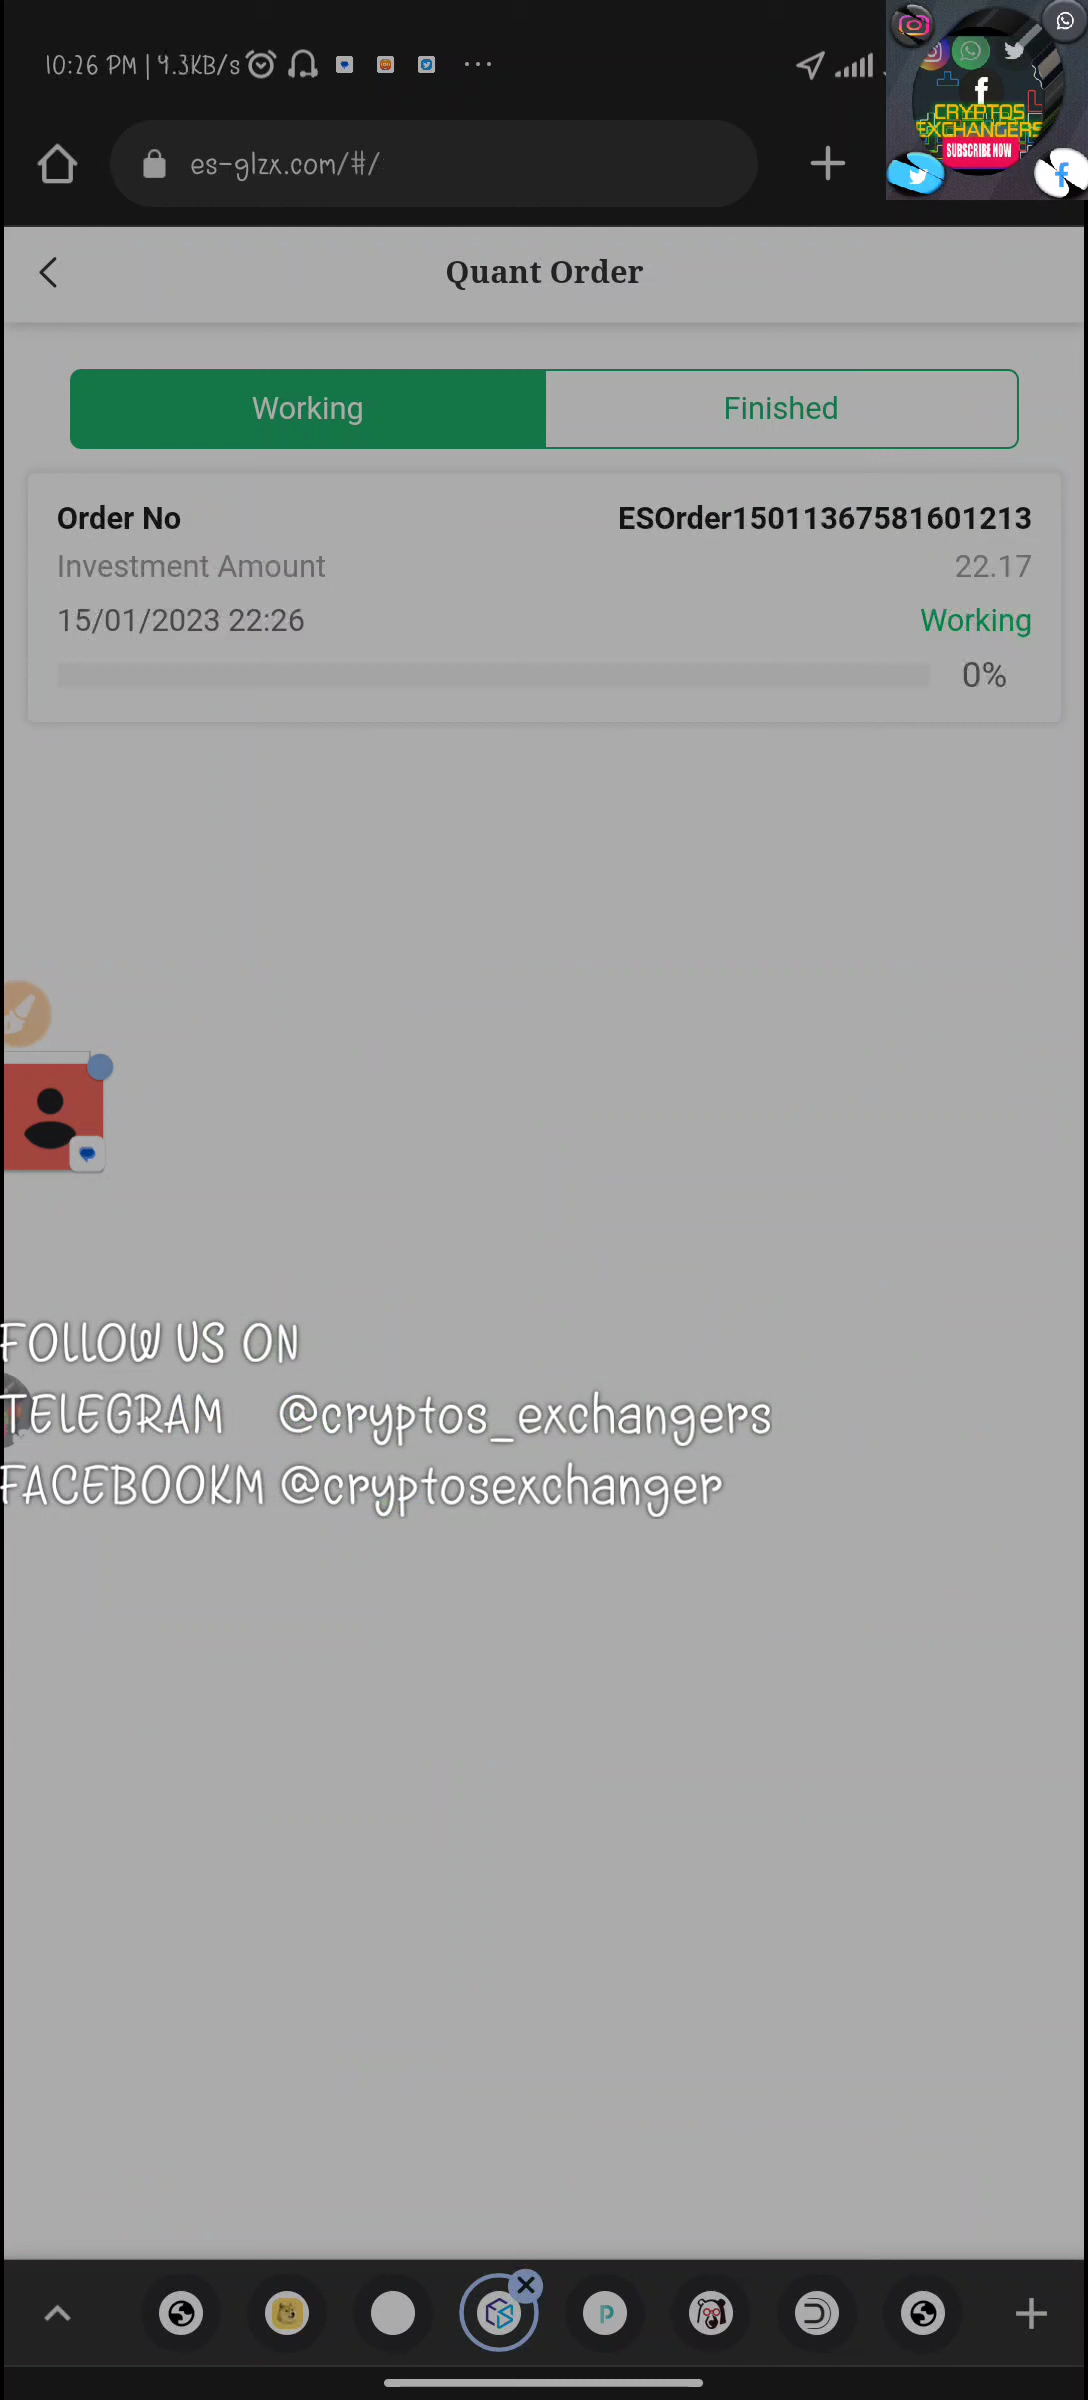 10:26 PM | 4.3KB/s
es-glzx.com/#/
CRYPTOS
EXCHANGERS
SUBSCRIBE NOW
Quant Order
Working
Finished
Order No ESOrder15011367581601213
Investment Amount 22.17
15/01/2023 22:26 Working
0%
FOLLOW US ON
TELEGRAM @cryptos_exchangers
FACEBOOKM @cryptosexchanger